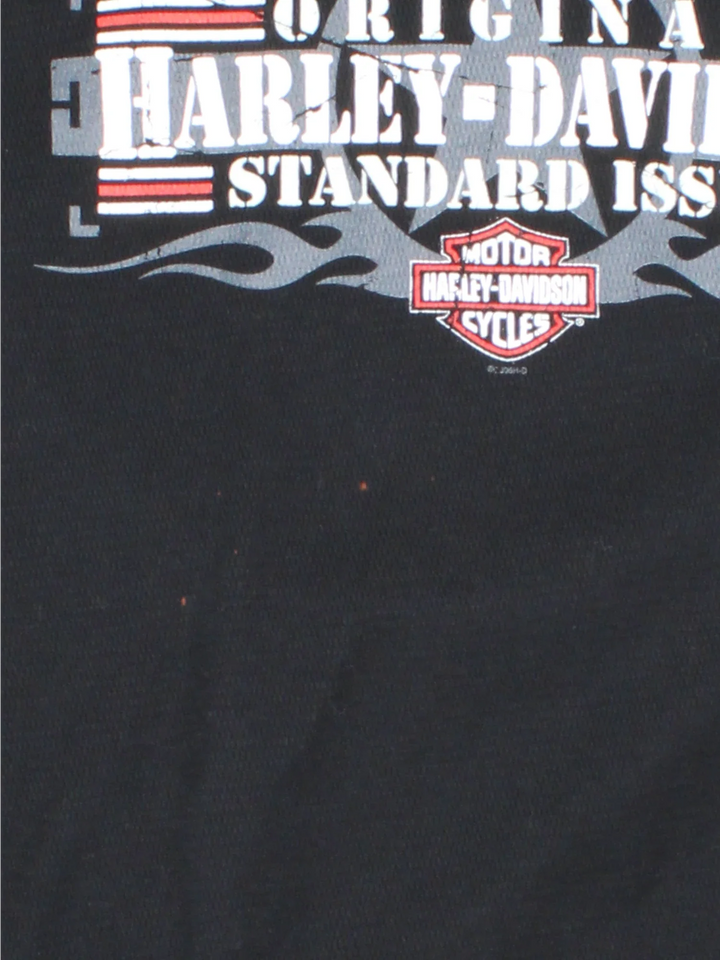 ORIGINA
HARLEY-DAVI
STANDARD ISS
MOTOR
HARLEY-DAVIDSON
CYCLES
®